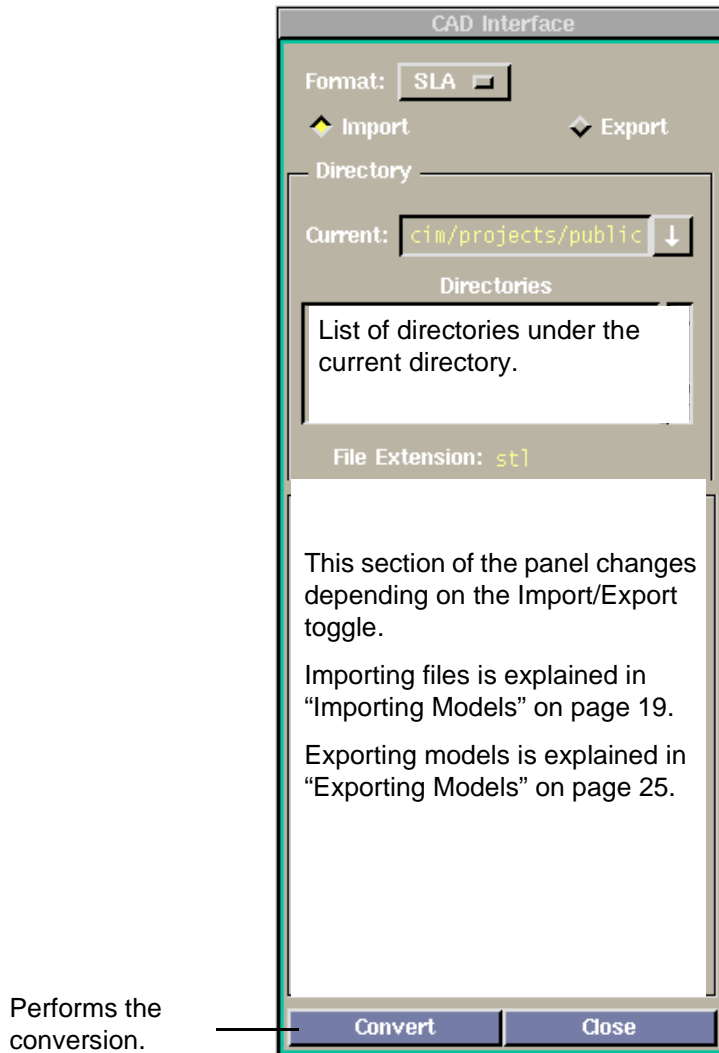 CAD Interface
Format: SLA
Import Export
Directory
Current: cim/projects/public
Directories
List of directories under the
current directory.
File Extension: stl
This section of the panel changes
depending on the Import/Export
toggle.
Importing files is explained in
“Importing Models” on page 19.
Exporting models is explained in
“Exporting Models” on page 25.
Performs the
conversion.
Convert Close